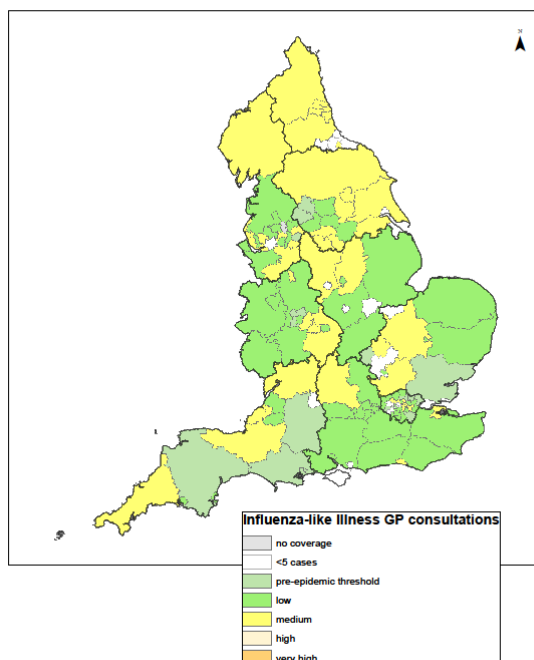 N
Influenza-like Illness GP consultations
no coverage
<5 cases
pre-epidemic threshold
low
medium
high
very high